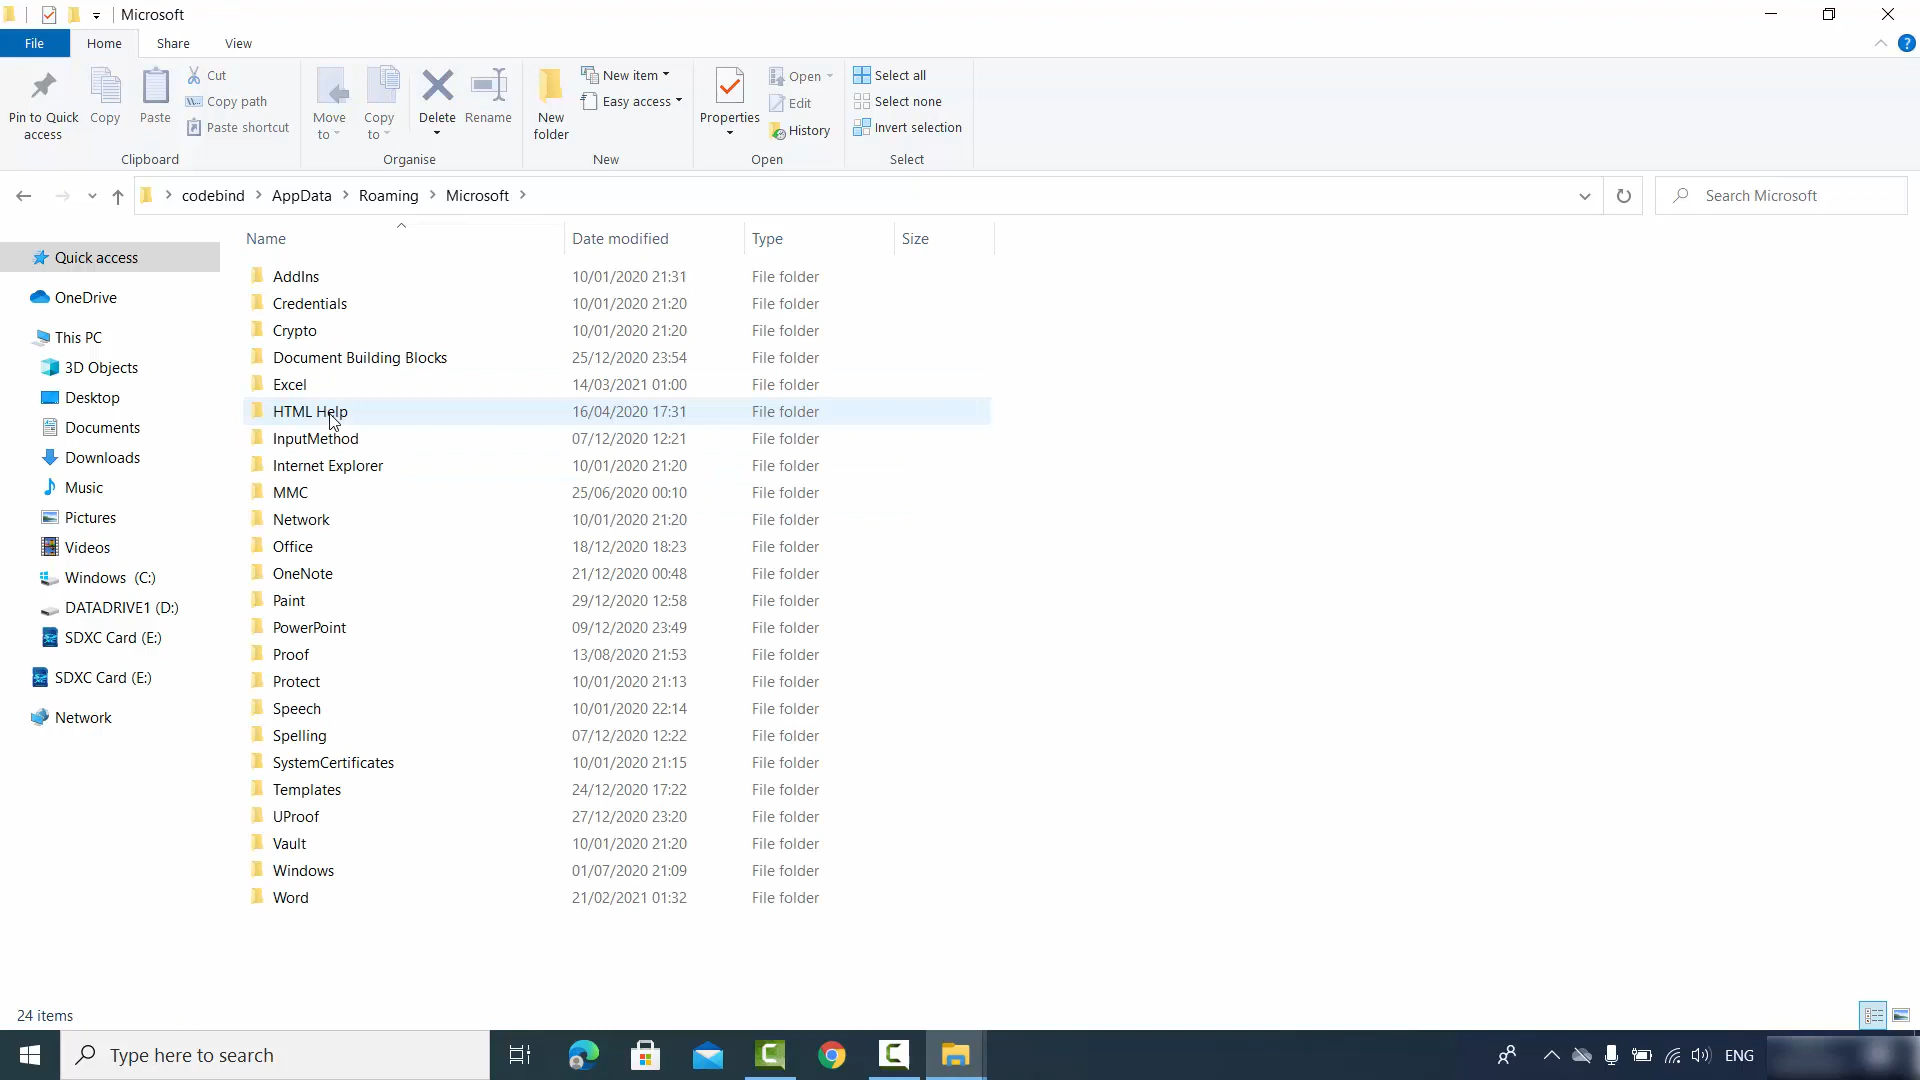 Microsoft
File Home Share View
Pin to Quick access
Copy
Paste
Cut
Copy path
Paste shortcut
Clipboard
Move to
Copy to
Delete
Rename
Organise
New folder
New item
Easy access
New
Properties
Open
Edit
History
Open
Select all
Select none
Invert selection
Select
codebind AppData Roaming Microsoft
Search Microsoft
Quick access
OneDrive
This PC
3D Objects
Desktop
Documents
Downloads
Music
Pictures
Videos
Windows (C:)
DATADRIVE1 (D:)
SDXC Card (E:)
SDXC Card (E:)
Network
Name Date modified Type Size
AddIns 10/01/2020 21:31 File folder
Credentials 10/01/2020 21:20 File folder
Crypto 10/01/2020 21:20 File folder
Document Building Blocks 25/12/2020 23:54 File folder
Excel 14/03/2021 01:00 File folder
HTML Help 16/04/2020 17:31 File folder
InputMethod 07/12/2020 12:21 File folder
Internet Explorer 10/01/2020 21:20 File folder
MMC 25/06/2020 00:10 File folder
Network 10/01/2020 21:20 File folder
Office 18/12/2020 18:23 File folder
OneNote 21/12/2020 00:48 File folder
Paint 29/12/2020 12:58 File folder
PowerPoint 09/12/2020 23:49 File folder
Proof 13/08/2020 21:53 File folder
Protect 10/01/2020 21:13 File folder
Speech 10/01/2020 22:14 File folder
Spelling 07/12/2020 12:22 File folder
SystemCertificates 10/01/2020 21:15 File folder
Templates 24/12/2020 17:22 File folder
UProof 27/12/2020 23:20 File folder
Vault 10/01/2020 21:20 File folder
Windows 01/07/2020 21:09 File folder
Word 21/02/2021 01:32 File folder
24 items
Type here to search
ENG